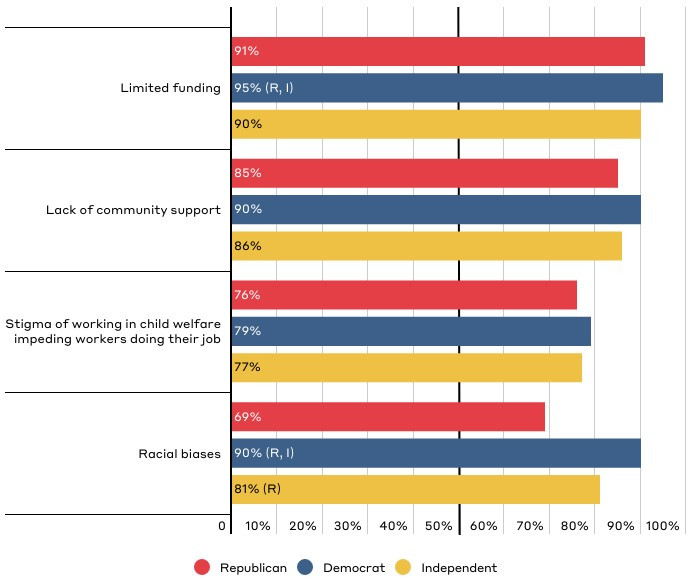 91%
Limited funding
95% (R, I)
90%
85%
Lack of community support
90%
86%
76%
Stigma of working in child welfare
impeding workers doing their job
79%
77%
69%
Racial biases
90% (R, I)
81% (R)
0 10% 20% 30% 40% 50% 60% 70% 80% 90% 100%
Republican Democrat Independent